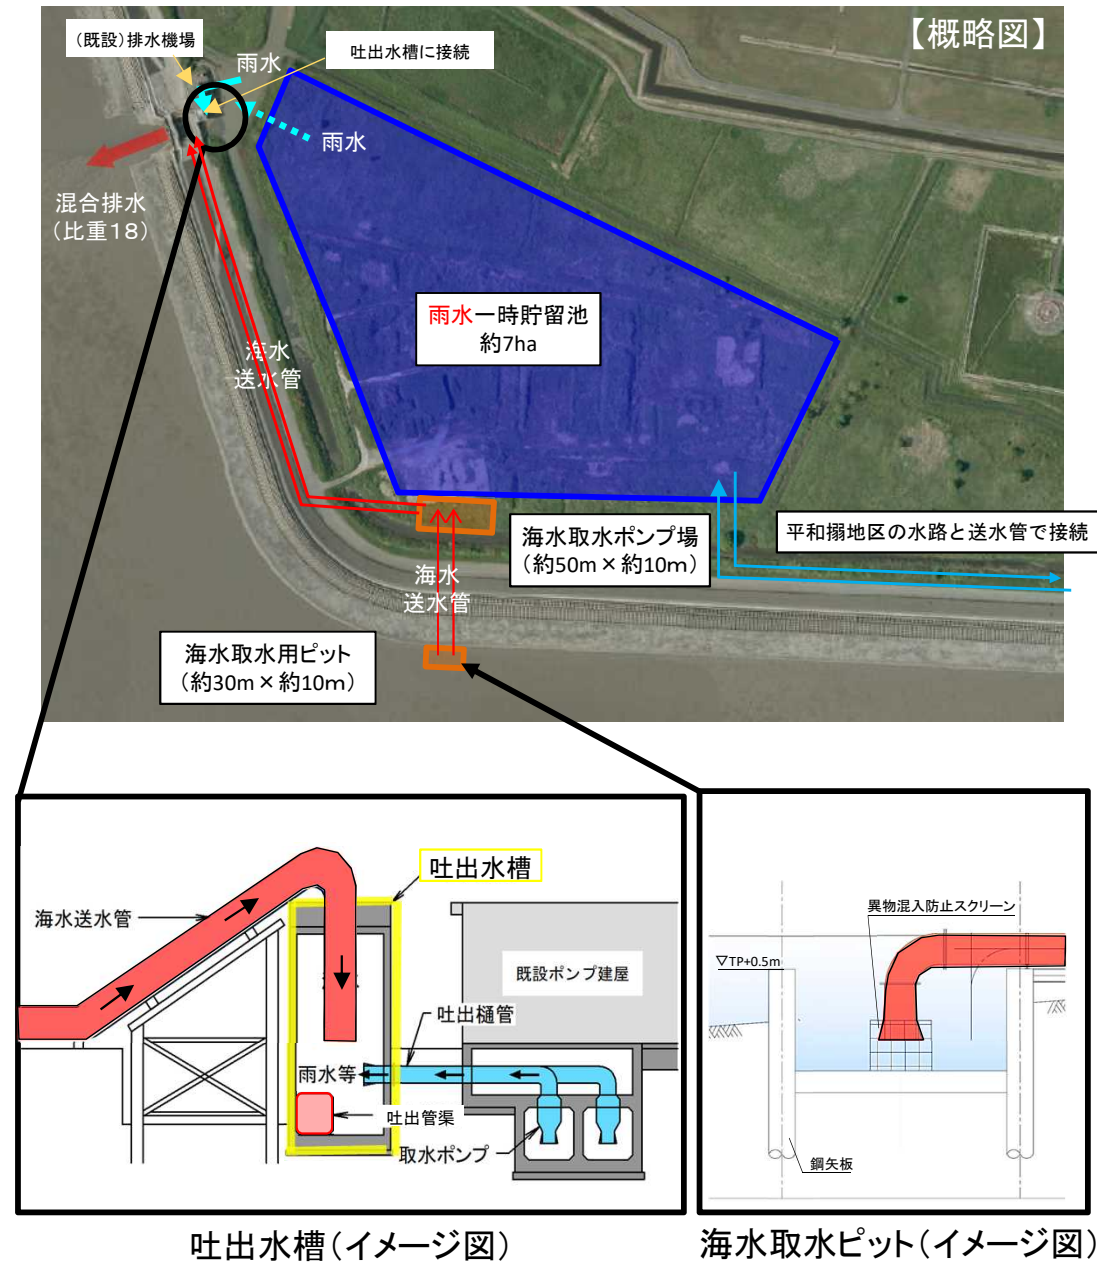 【概略図】
（既設）排水機場
吐出水槽に接続
雨水
雨水
混合排水
（比重１８）
雨水一時貯留池
約7ha
海水
送水管
海水取水ポンプ場
（約50m×約10m）
平和搦地区の水路と送水管で接続
海水
送水管
海水取水用ピット
（約30m×約10m）
吐出水槽
海水送水管
既設ポンプ建屋
吐出樋管
雨水等
吐出管渠
取水ポンプ
異物混入防止スクリーン
▽TP+0.5m
鋼矢板
吐出水槽（イメージ図）
海水取水ピット（イメージ図）